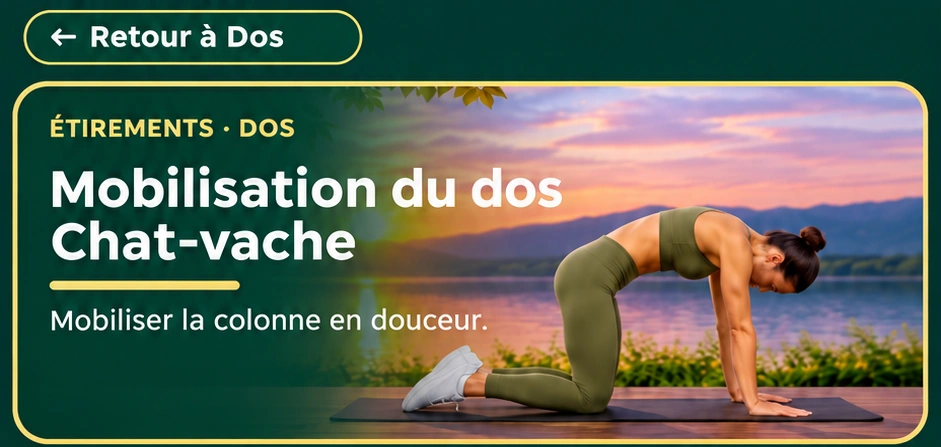 ← Retour à Dos
ÉTIREMENTS · DOS
Mobilisation du dos
Chat-vache
Mobiliser la colonne en douceur.